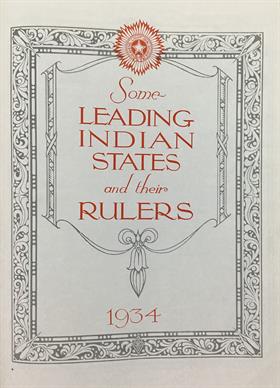 Some
LEADING
INDIAN
STATES
and their
RULERS
1934